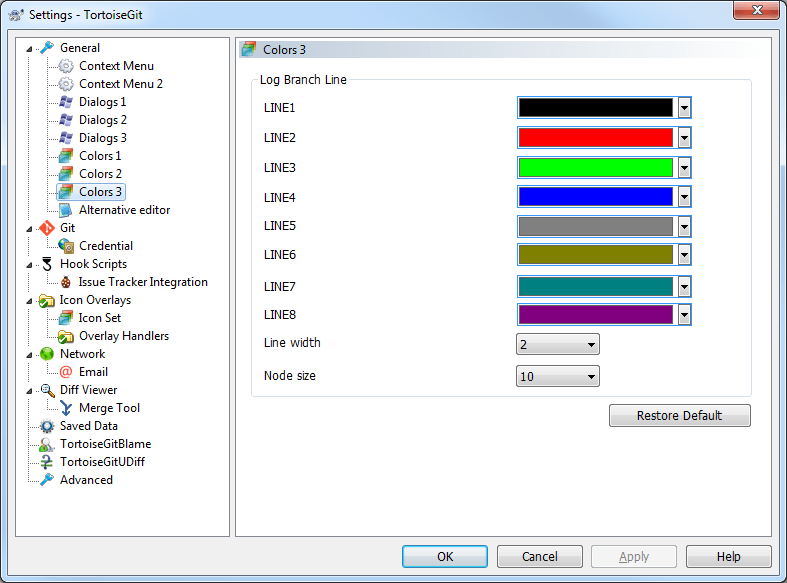 Settings - TortoiseGit
General
Context Menu
Context Menu 2
Dialogs 1
Dialogs 2
Dialogs 3
Colors 1
Colors 2
Colors 3
Alternative editor
Git
Credential
Hook Scripts
Issue Tracker Integration
Icon Overlays
Icon Set
Overlay Handlers
Network
Email
Diff Viewer
Merge Tool
Saved Data
TortoiseGitBlame
TortoiseGitUDiff
Advanced
Colors 3
Log Branch Line
LINE1
LINE2
LINE3
LINE4
LINE5
LINE6
LINE7
LINE8
Line width 2
Node size 10
Restore Default
OK Cancel Apply Help